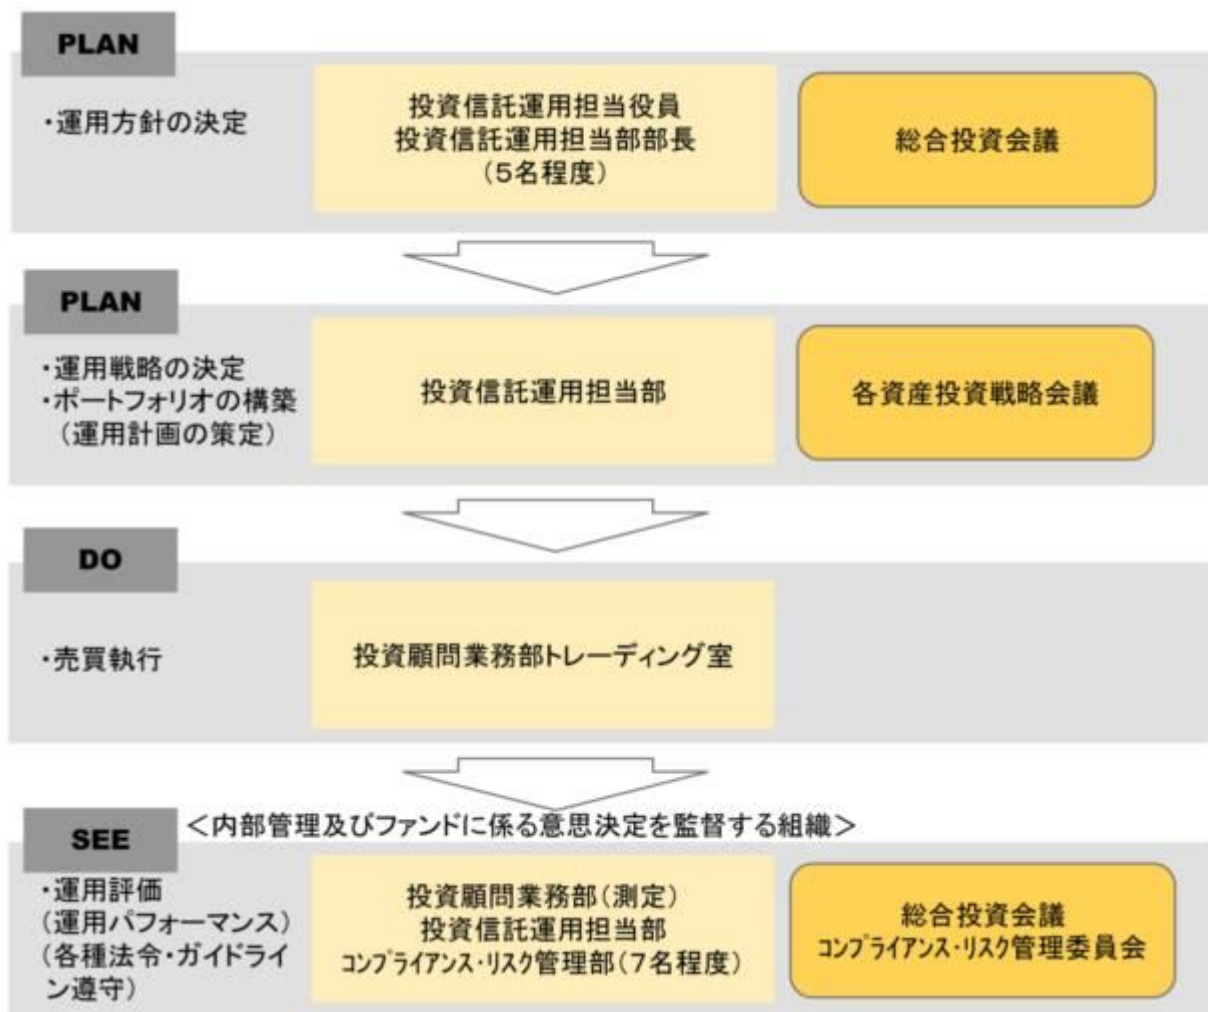 PLAN
・運用方針の決定
投資信託運用担当役員
投資信託運用担当部部長
（5名程度）
総合投資会議
PLAN
・運用戦略の決定
・ポートフォリオの構築
（運用計画の策定）
投資信託運用担当部
各資産投資戦略会議
DO
・売買執行
投資顧問業務部トレーディング室
SEE
＜内部管理及びファンドに係る意思決定を監督する組織＞
・運用評価
（運用パフォーマンス）
（各種法令・ガイドライ
ン遵守）
投資顧問業務部（測定）
投資信託運用担当部
ｺﾝﾌﾟﾗｲｱﾝｽ・ﾘｽｸ管理部（7名程度）
総合投資会議
ｺﾝﾌﾟﾗｲｱﾝｽ・ﾘｽｸ管理委員会